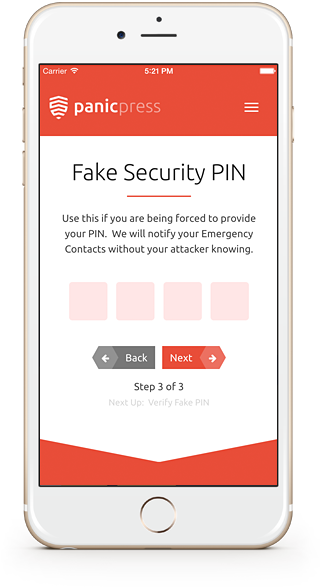 Carrier 5:21 PM
panicpress
Fake Security PIN
Use this if you are being forced to provide
your PIN. We will notify your Emergency
Contacts without your attacker knowing.
Back Next
Step 3 of 3
Next Up: Verify Fake PIN